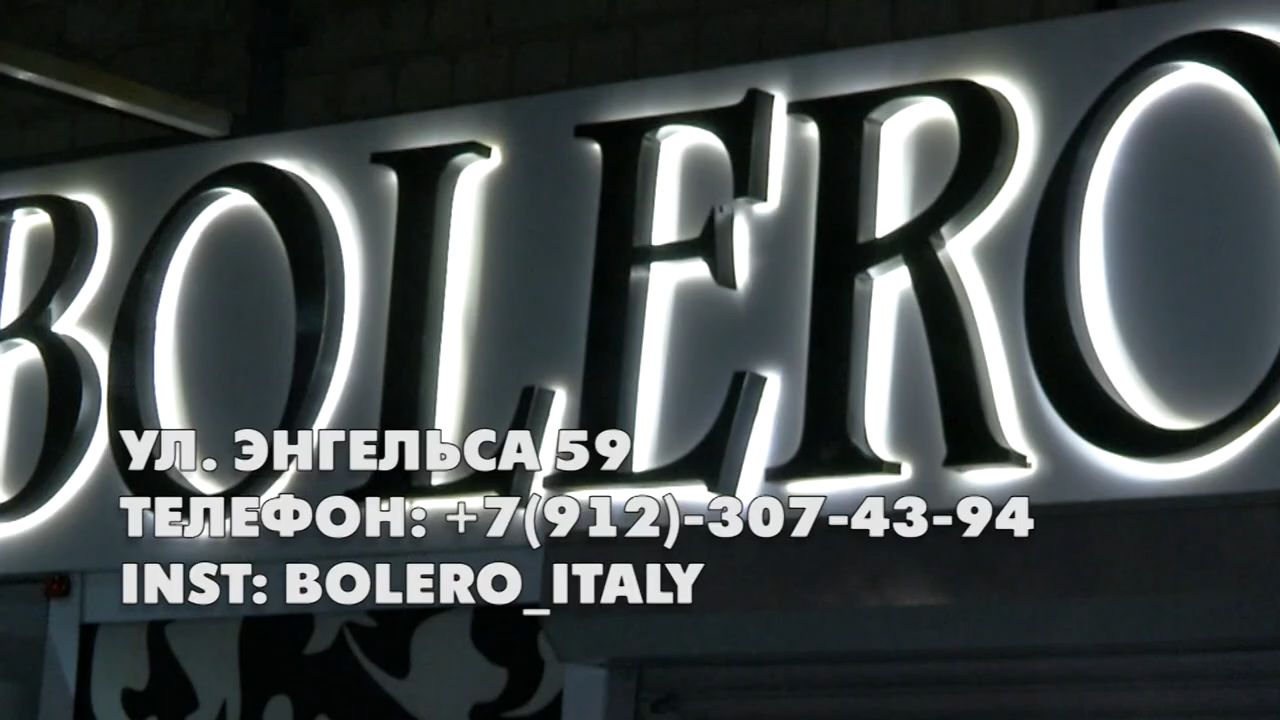 BOLERO
УЛ. ЭНГЕЛЬСА 59
ТЕЛЕФОН: +7(912)-307-43-94
INST: BOLERO_ITALY